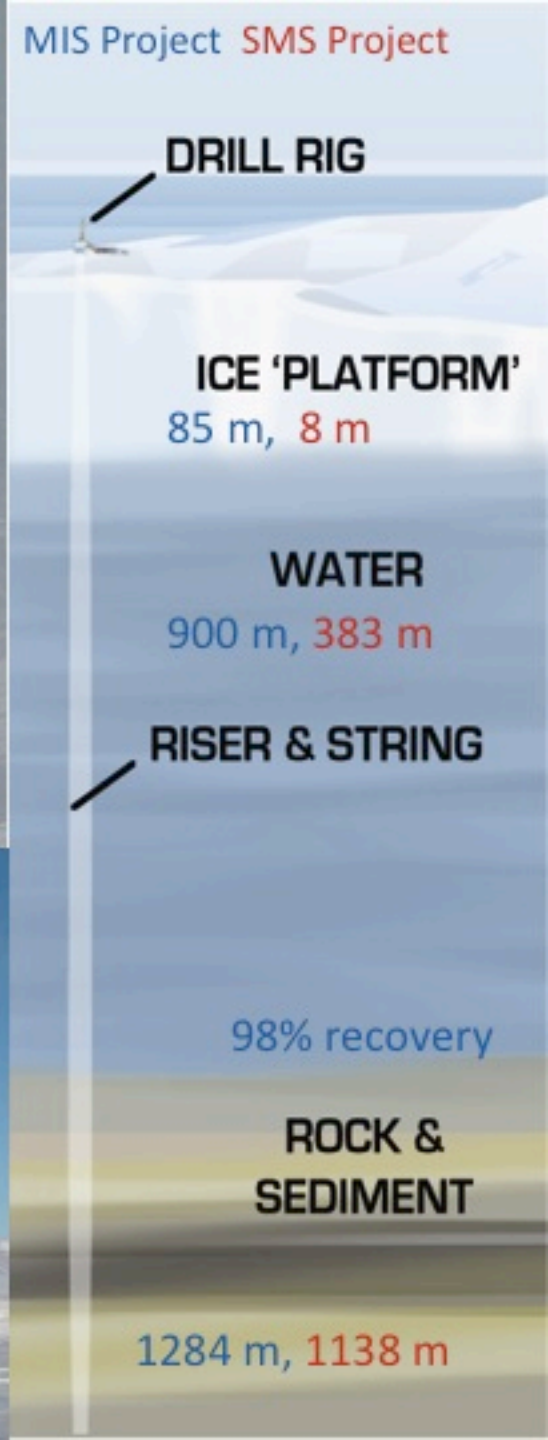 MIS Project SMS Project
DRILL RIG
ICE ‘PLATFORM’
85 m, 8 m
WATER
900 m, 383 m
RISER & STRING
98% recovery
ROCK &
SEDIMENT
1284 m, 1138 m